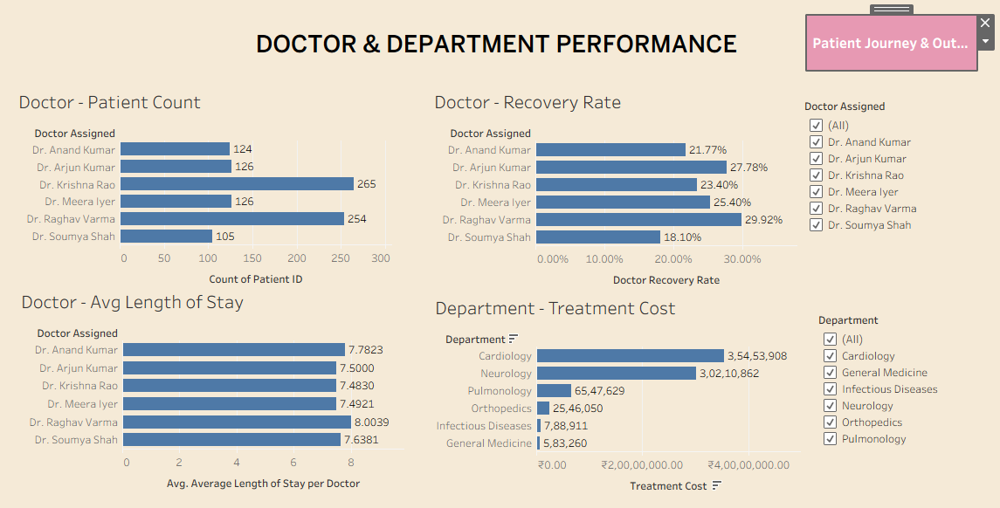 DOCTOR & DEPARTMENT PERFORMANCE
Patient Journey & Out...
Doctor - Patient Count
Doctor Assigned
Dr. Anand Kumar 124
Dr. Arjun Kumar 126
Dr. Krishna Rao 265
Dr. Meera Iyer 126
Dr. Raghav Varma 254
Dr. Soumya Shah 105
0 50 100 150 200 250 300
Count of Patient ID
Doctor - Recovery Rate
Doctor Assigned
Dr. Anand Kumar 21.77%
Dr. Arjun Kumar 27.78%
Dr. Krishna Rao 23.40%
Dr. Meera Iyer 25.40%
Dr. Raghav Varma 29.92%
Dr. Soumya Shah 18.10%
0.00% 10.00% 20.00% 30.00%
Doctor Recovery Rate
Doctor Assigned
(All)
Dr. Anand Kumar
Dr. Arjun Kumar
Dr. Krishna Rao
Dr. Meera Iyer
Dr. Raghav Varma
Dr. Soumya Shah
Doctor - Avg Length of Stay
Doctor Assigned
Dr. Anand Kumar 7.7823
Dr. Arjun Kumar 7.5000
Dr. Krishna Rao 7.4830
Dr. Meera Iyer 7.4921
Dr. Raghav Varma 8.0039
Dr. Soumya Shah 7.6381
0 2 4 6 8
Avg. Average Length of Stay per Doctor
Department - Treatment Cost
Department
Cardiology 3,54,53,908
Neurology 3,02,10,862
Pulmonology 65,47,629
Orthopedics 25,46,050
Infectious Diseases 7,88,911
General Medicine 5,83,260
₹0.00 ₹2,00,00,000.00 ₹4,00,00,000.00
Treatment Cost
Department
(All)
Cardiology
General Medicine
Infectious Diseases
Neurology
Orthopedics
Pulmonology